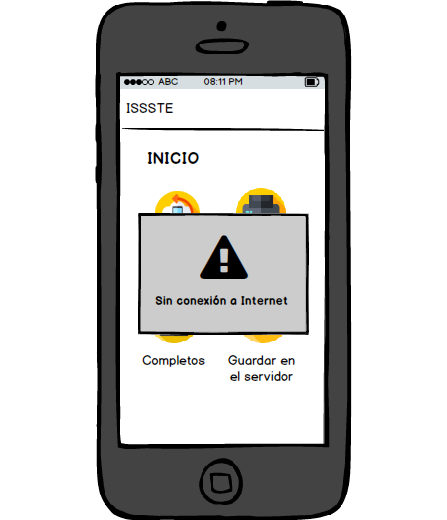 ABC 08:11 PM
ISSSTE
INICIO
Sin conexión a Internet
Completos
Guardar en
el servidor